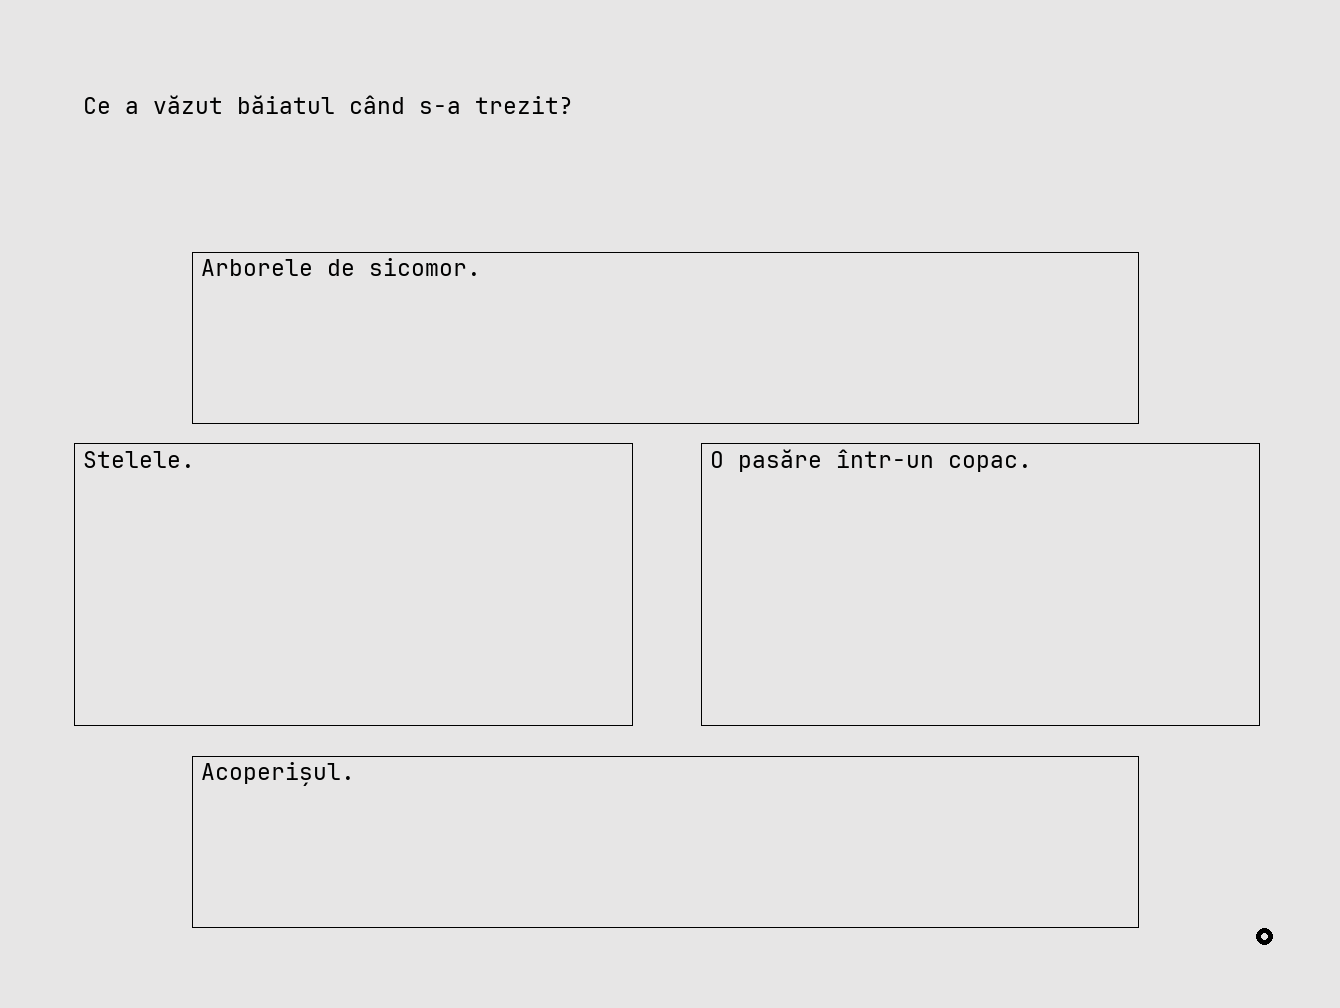 Ce a văzut băiatul când s-a trezit?
Arborele de sicomor.
Stelele.
O pasăre într-un copac.
Acoperișul.